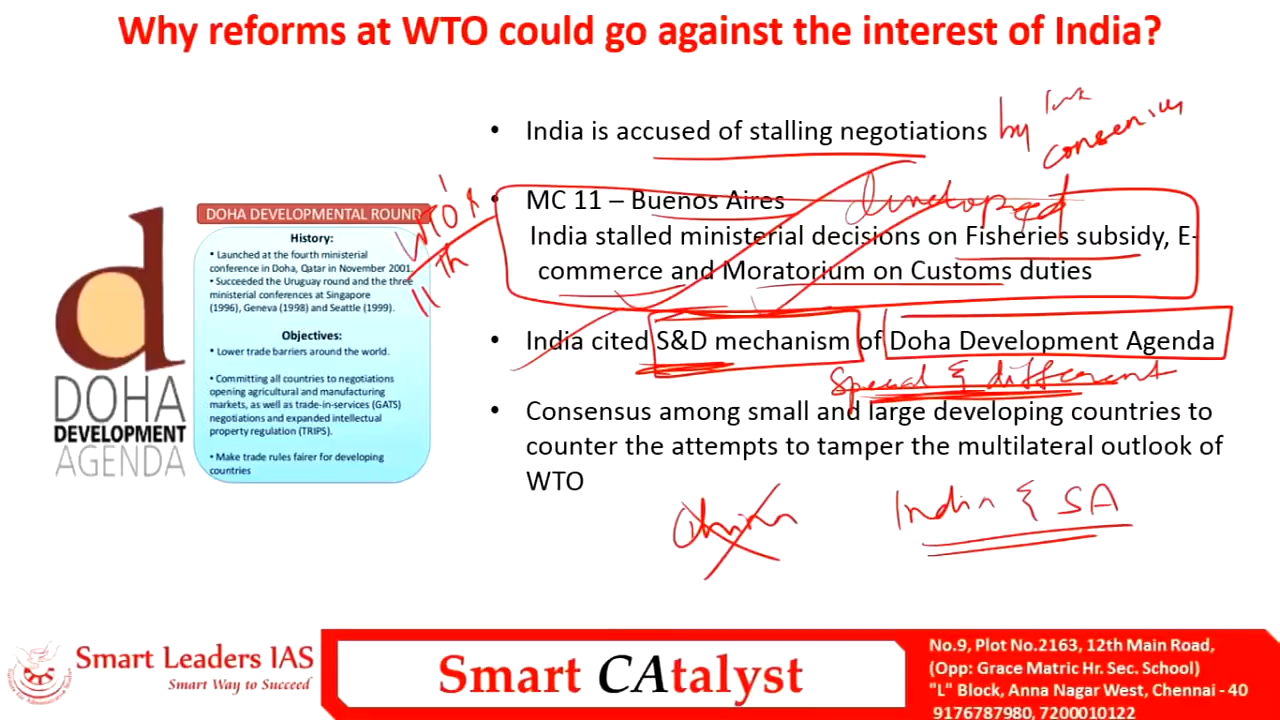 Why reforms at WTO could go against the interest of India?
• India is accused of stalling negotiations
by
consensus
• MC 11 – Buenos Aires
developed
India stalled ministerial decisions on Fisheries subsidy, E-
commerce and Moratorium on Customs duties
WTO's
11th
• India cited S&D mechanism of Doha Development Agenda
special & different
• Consensus among small and large developing countries to
counter the attempts to tamper the multilateral outlook of
WTO
China
India & SA
d
DOHA
DEVELOPMENT
AGENDA
DOHA DEVELOPMENTAL ROUND
History:
• Launched at the fourth ministerial
conference in Doha, Qatar in November 2001.
• Succeeded the Uruguay round and the three
ministerial conferences at Singapore
(1996), Geneva (1998) and Seattle (1999).
Objectives:
• Lower trade barriers around the world.
• Committing all countries to negotiations
opening agricultural and manufacturing
markets, as well as trade-in-services (GATS)
negotiations and expanded intellectual
property regulation (TRIPS).
• Make trade rules fairer for developing
countries
Smart Leaders IAS
Smart Way to Succeed
Smart CAtalyst
No.9, Plot No.2163, 12th Main Road,
(Opp: Grace Matric Hr. Sec. School)
"L" Block, Anna Nagar West, Chennai - 40
9176787980, 7200010122